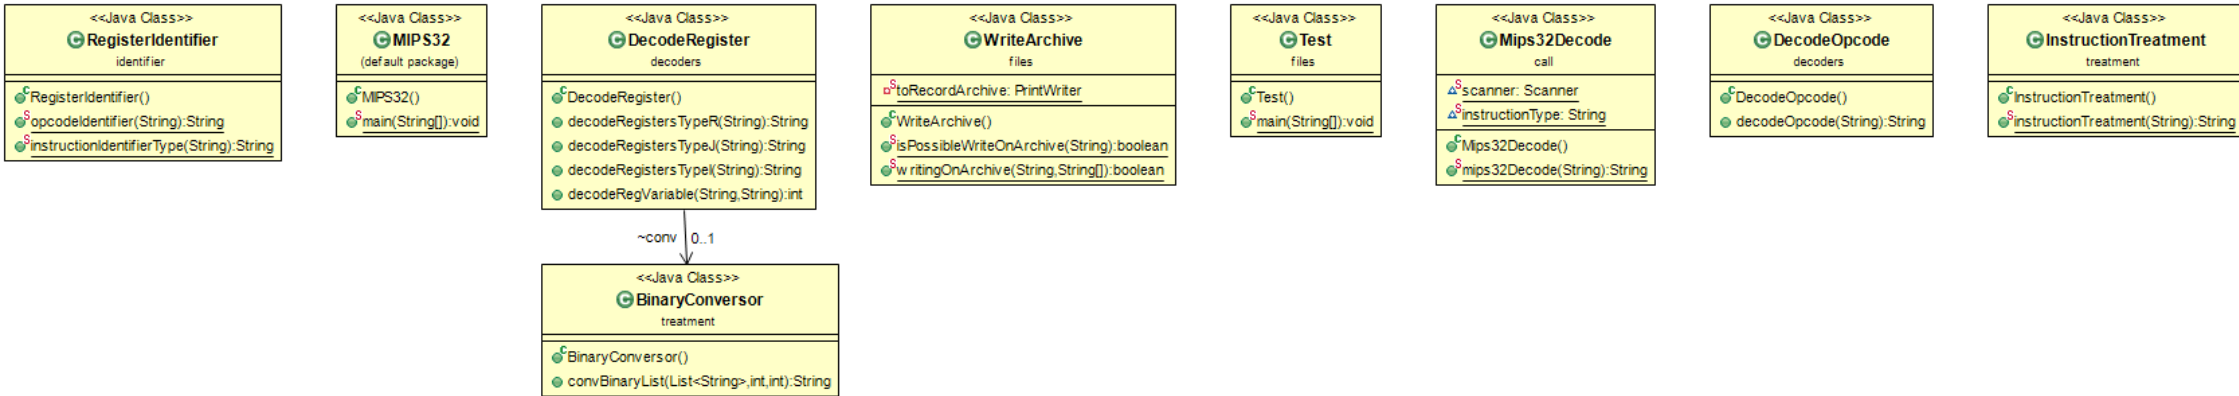 <<Java Class>>
RegisterIdentifier
identifier
RegisterIdentifier()
opcodeIdentifier(String):String
instructionIdentifierType(String):String
<<Java Class>>
MIPS32
(default package)
MIPS32()
main(String[]):void
<<Java Class>>
DecodeRegister
decoders
DecodeRegister()
decodeRegistersTypeR(String):String
decodeRegistersTypeJ(String):String
decodeRegistersTypeI(String):String
decodeRegVariable(String,String):int
~conv 0..1
<<Java Class>>
BinaryConversor
treatment
BinaryConversor()
convBinaryList(List<String>,int,int):String
<<Java Class>>
WriteArchive
files
toRecordArchive: PrintWriter
WriteArchive()
isPossibleWriteOnArchive(String):boolean
writingOnArchive(String,String[]):boolean
<<Java Class>>
Test
files
Test()
main(String[]):void
<<Java Class>>
Mips32Decode
call
scanner: Scanner
instructionType: String
Mips32Decode()
mips32Decode(String):String
<<Java Class>>
DecodeOpcode
decoders
DecodeOpcode()
decodeOpcode(String):String
<<Java Class>>
InstructionTreatment
treatment
InstructionTreatment()
instructionTreatment(String):String